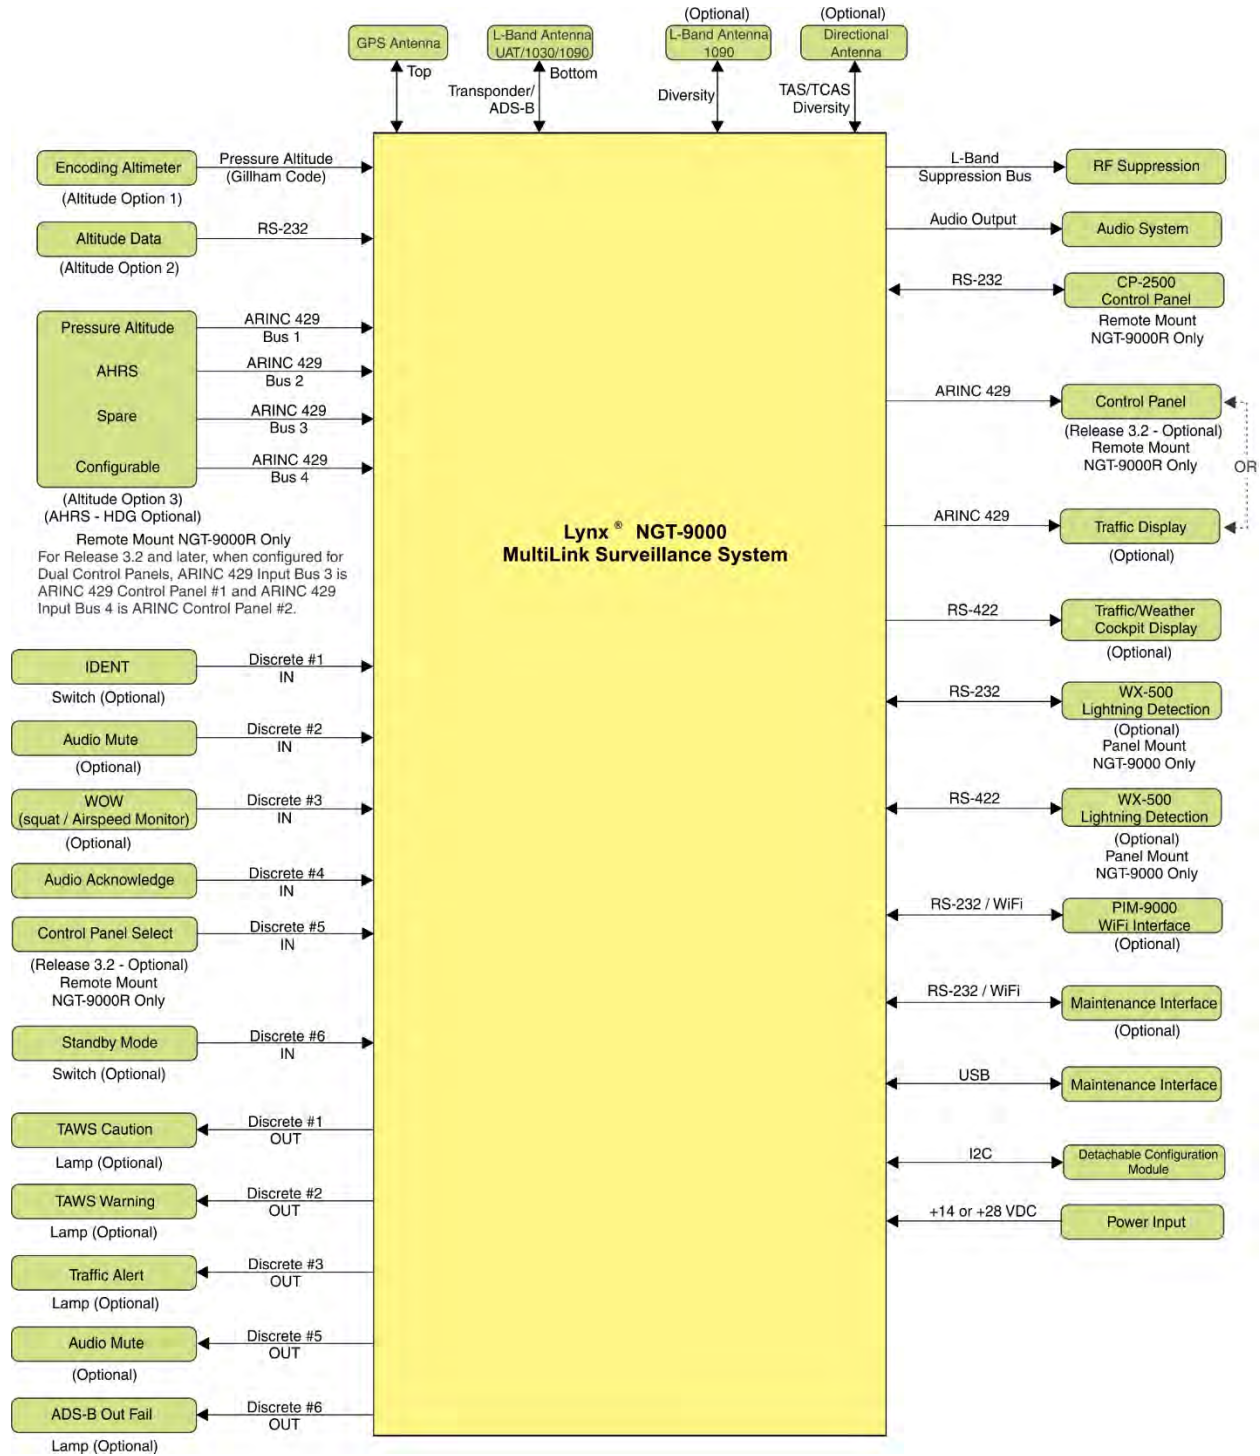 (Optional)
(Optional)
GPS Antenna
L-Band Antenna
UAT/1030/1090
L-Band Antenna
1090
Directional
Antenna
Top
Bottom
Transponder/
ADS-B
Diversity
TAS/TCAS
Diversity
Encoding Altimeter
Pressure Altitude
(Gillham Code)
(Altitude Option 1)
Altitude Data
RS-232
(Altitude Option 2)
Pressure Altitude
ARINC 429
Bus 1
AHRS
ARINC 429
Bus 2
Spare
ARINC 429
Bus 3
Configurable
ARINC 429
Bus 4
(Altitude Option 3)
(AHRS - HDG Optional)
Remote Mount NGT-9000R Only
For Release 3.2 and later, when configured for
Dual Control Panels, ARINC 429 Input Bus 3 is
ARINC 429 Control Panel #1 and ARINC 429
Input Bus 4 is ARINC Control Panel #2.
IDENT
Discrete #1
IN
Switch (Optional)
Audio Mute
Discrete #2
IN
(Optional)
WOW
(squat / Airspeed Monitor)
Discrete #3
IN
(Optional)
Audio Acknowledge
Discrete #4
IN
Control Panel Select
Discrete #5
IN
(Release 3.2 - Optional)
Remote Mount
NGT-9000R Only
Standby Mode
Discrete #6
IN
Switch (Optional)
TAWS Caution
Discrete #1
OUT
Lamp (Optional)
TAWS Warning
Discrete #2
OUT
Lamp (Optional)
Traffic Alert
Discrete #3
OUT
Lamp (Optional)
Audio Mute
Discrete #5
OUT
(Optional)
ADS-B Out Fail
Discrete #6
OUT
Lamp (Optional)
Lynx ® NGT-9000
MultiLink Surveillance System
L-Band
Suppression Bus
RF Suppression
Audio Output
Audio System
RS-232
CP-2500
Control Panel
Remote Mount
NGT-9000R Only
ARINC 429
Control Panel
(Release 3.2 - Optional)
Remote Mount
NGT-9000R Only
OR
ARINC 429
Traffic Display
(Optional)
RS-422
Traffic/Weather
Cockpit Display
(Optional)
RS-232
WX-500
Lightning Detection
(Optional)
Panel Mount
NGT-9000 Only
RS-422
WX-500
Lightning Detection
(Optional)
Panel Mount
NGT-9000 Only
RS-232 / WiFi
PIM-9000
WiFi Interface
(Optional)
RS-232 / WiFi
Maintenance Interface
(Optional)
USB
Maintenance Interface
I2C
Detachable Configuration
Module
+14 or +28 VDC
Power Input